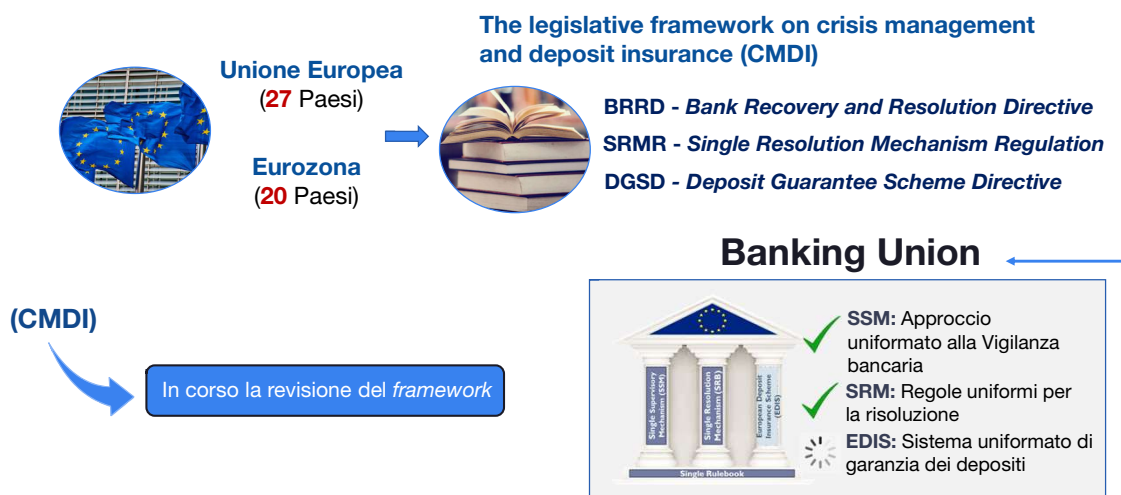 The legislative framework on crisis management
and deposit insurance (CMDI)
Unione Europea
(27 Paesi)
Eurozona
(20 Paesi)
BRRD - Bank Recovery and Resolution Directive
SRMR - Single Resolution Mechanism Regulation
DGSD - Deposit Guarantee Scheme Directive
Banking Union
(CMDI)
In corso la revisione del framework
Single Supervisory
Mechanism (SSM)
Single Resolution
Mechanism (SRB)
European Deposit
Insurance Scheme
(EDIS)
Single Rulebook
SSM: Approccio
uniformato alla Vigilanza
bancaria
SRM: Regole uniformi per
la risoluzione
EDIS: Sistema uniformato di
garanzia dei depositi